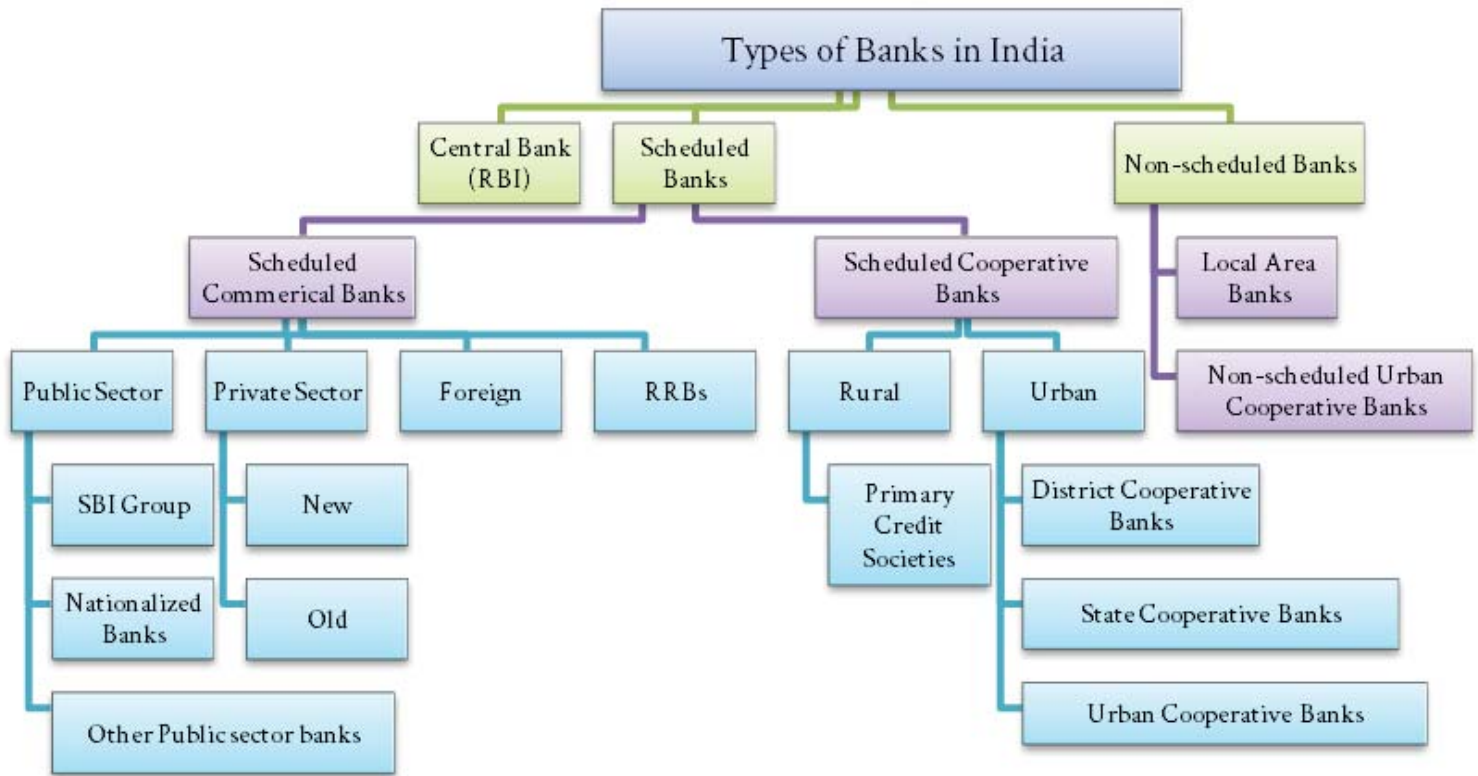 Types of Banks in India
Central Bank
(RBI)
Scheduled
Banks
Non-scheduled Banks
Scheduled
Commerical Banks
Scheduled Cooperative
Banks
Local Area
Banks
Non-scheduled Urban
Cooperative Banks
Public Sector
Private Sector
Foreign
RRBs
Rural
Urban
SBI Group
Nationalized
Banks
Other Public sector banks
New
Old
Primary
Credit
Societies
District Cooperative
Banks
State Cooperative Banks
Urban Cooperative Banks